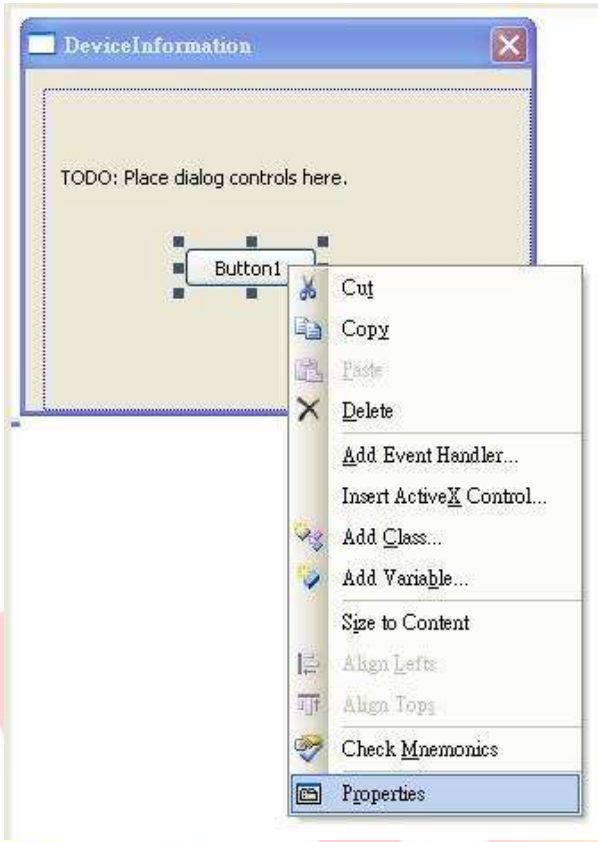 DeviceInformation
TODO: Place dialog controls here.
Button1
Cut
Copy
Paste
Delete
Add Event Handler...
Insert ActiveX Control...
Add Class...
Add Variable...
Size to Content
Align Lefts
Align Tops
Check Mnemonics
Properties